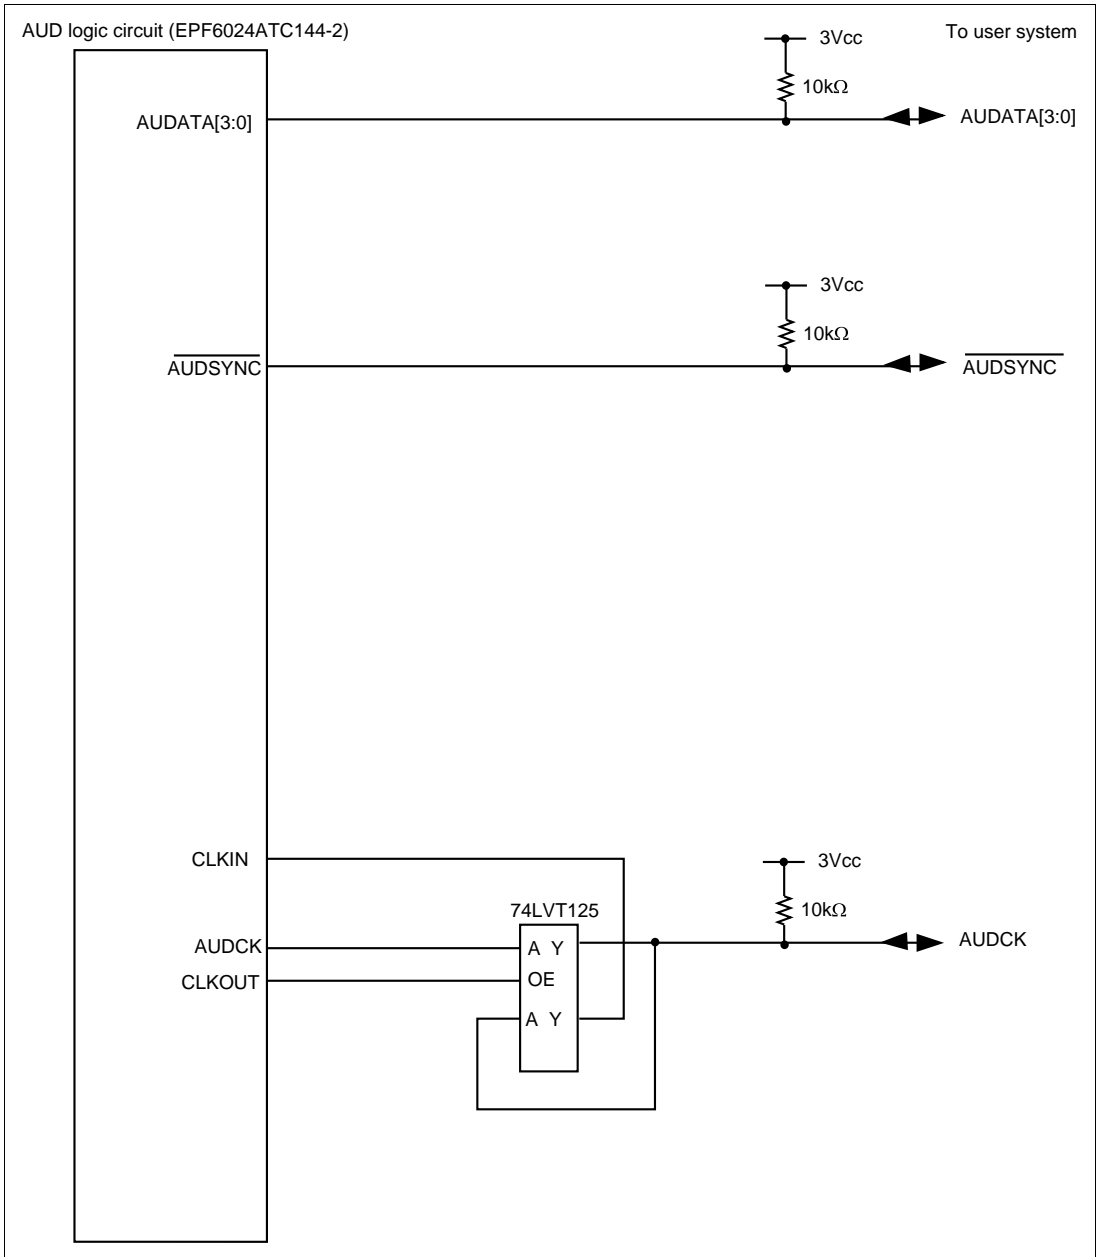 AUD logic circuit (EPF6024ATC144-2)
To user system
3Vcc
10kΩ
AUDATA[3:0]
AUDATA[3:0]
3Vcc
10kΩ
AUDSYNC
AUDSYNC
CLKIN
3Vcc
74LVT125
10kΩ
AUDCK
A Y
AUDCK
CLKOUT
OE
A Y